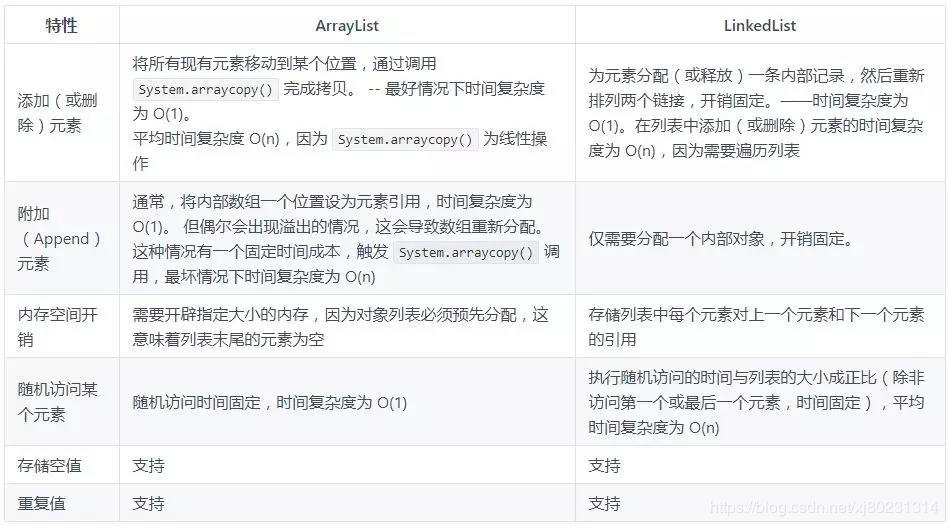 特性
ArrayList
LinkedList
添加（或删
除）元素
将所有现有元素移动到某个位置，通过调用
System.arraycopy() 完成拷贝。 -- 最好情况下时间复杂度
为 O(1)。
平均时间复杂度 O(n)，因为 System.arraycopy() 为线性操
作
为元素分配（或释放）一条内部记录，然后重新
排列两个链接，开销固定。——时间复杂度为
O(1)。在列表中添加（或删除）元素的时间复杂
度为 O(n)，因为需要遍历列表
附加
（Append）
元素
通常，将内部数组一个位置设为元素引用，时间复杂度为
O(1)。 但偶尔会出现溢出的情况，这会导致数组重新分配。
这种情况有一个固定时间成本，触发 System.arraycopy() 调
用，最坏情况下时间复杂度为 O(n)
仅需要分配一个内部对象，开销固定。
内存空间开
销
需要开辟指定大小的内存，因为对象列表必须预先分配，这
意味着列表末尾的元素为空
存储列表中每个元素对上一个元素和下一个元素
的引用
随机访问某
个元素
随机访问时间固定，时间复杂度为 O(1)
执行随机访问的时间与列表的大小成正比（除非
访问第一个或最后一个元素，时间固定），平均
时间复杂度为 O(n)
存储空值
支持
支持
重复值
支持
支持
https://blog.csdn.net/xj80231314